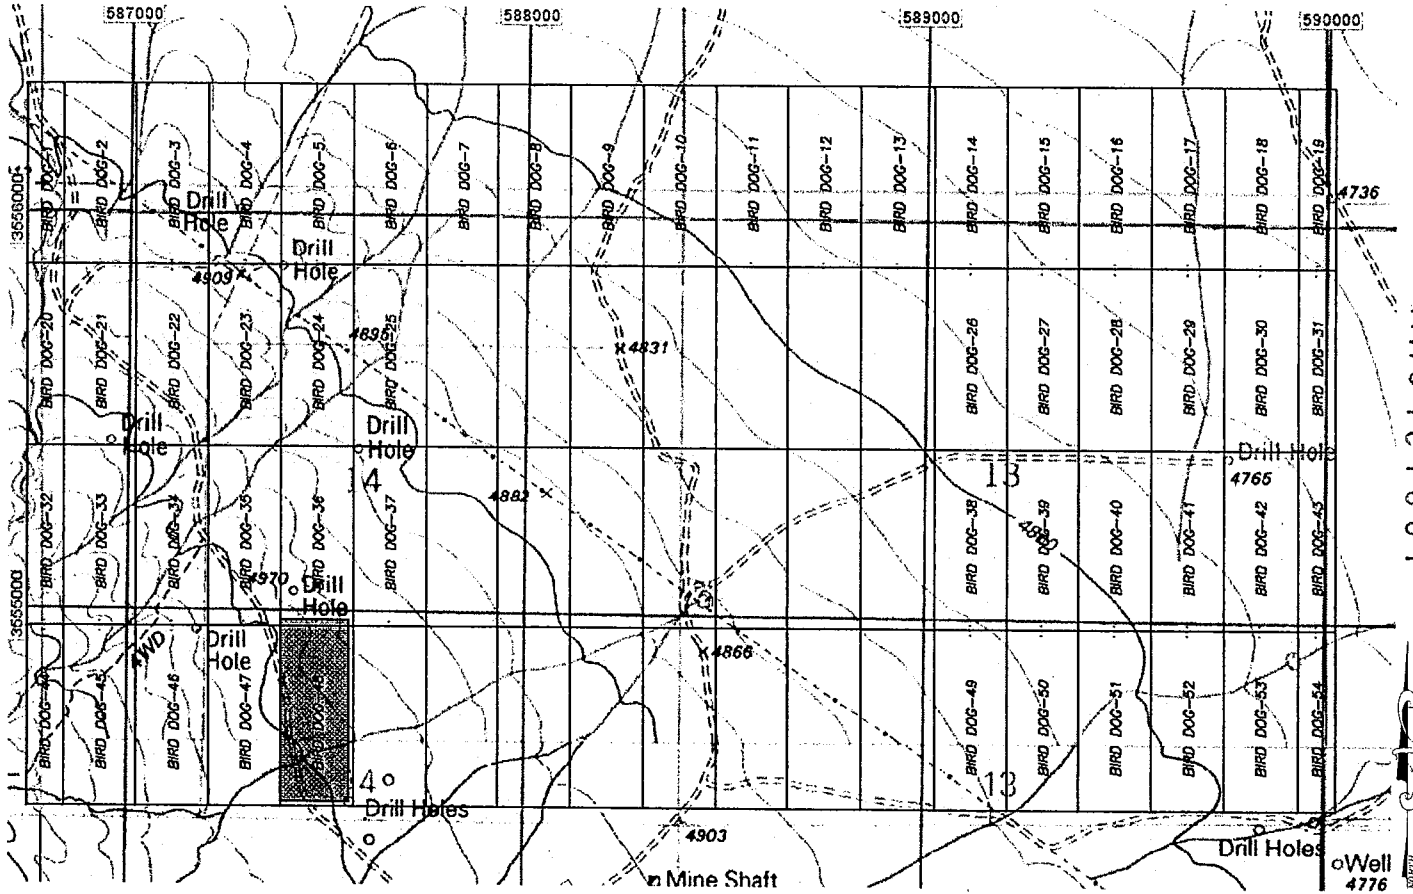 587000
588000
589000
590000
BIRD DOG-1
BIRD DOG-2
BIRD DOG-3
BIRD DOG-4
BIRD DOG-5
BIRD DOG-6
BIRD DOG-7
BIRD DOG-8
BIRD DOG-9
BIRD DOG-10
BIRD DOG-11
BIRD DOG-12
BIRD DOG-13
BIRD DOG-14
BIRD DOG-15
BIRD DOG-16
BIRD DOG-17
BIRD DOG-18
BIRD DOG-19
3556000
4736
Drill
Hole
Drill
Hole
4909
BIRD DOG-20
BIRD DOG-21
BIRD DOG-22
BIRD DOG-23
BIRD DOG-24
4895
BIRD DOG-25
4831
BIRD DOG-26
BIRD DOG-27
BIRD DOG-28
BIRD DOG-29
BIRD DOG-30
BIRD DOG-31
Drill
Hole
Drill
Hole
14
4882
13
Drill Hole
4765
BIRD DOG-32
BIRD DOG-33
BIRD DOG-34
BIRD DOG-35
BIRD DOG-36
BIRD DOG-37
BIRD DOG-38
BIRD DOG-39
BIRD DOG-40
BIRD DOG-41
BIRD DOG-42
BIRD DOG-43
4970
Drill
Hole
3555000
4WD
Drill
Hole
4866
BIRD DOG-44
BIRD DOG-45
BIRD DOG-46
BIRD DOG-47
BIRD DOG-48
BIRD DOG-49
BIRD DOG-50
BIRD DOG-51
BIRD DOG-52
BIRD DOG-53
BIRD DOG-54
4
13
Drill Holes
4903
Mine Shaft
Drill Holes
Well
4776